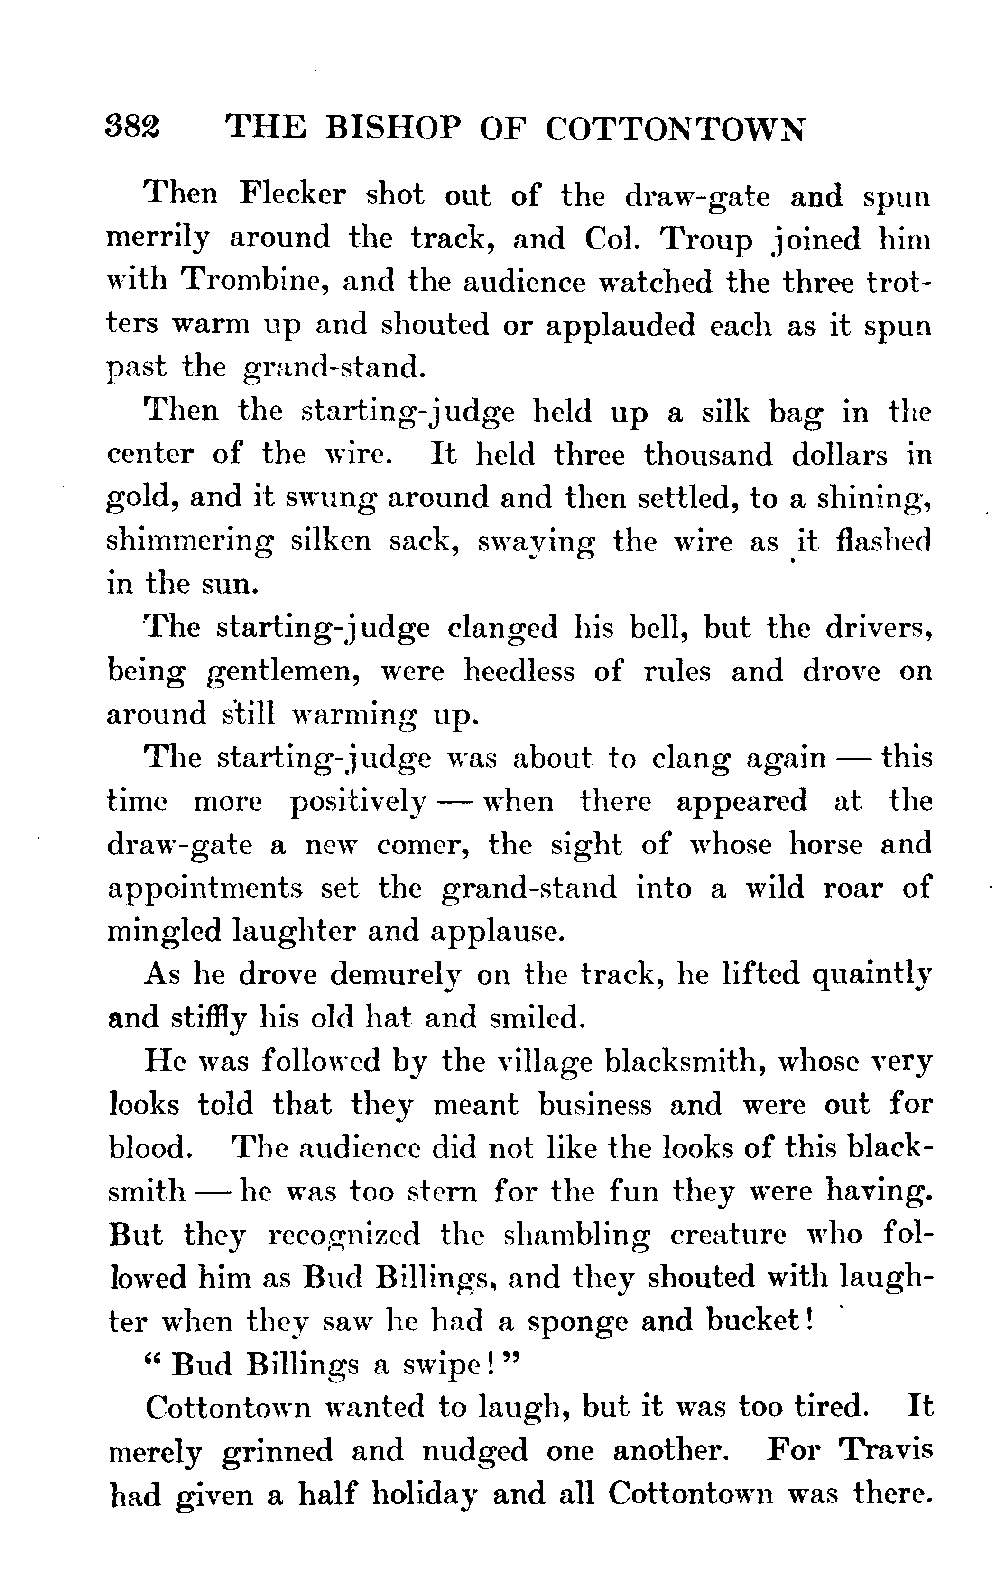 382 THE BISHOP OF COTTONTOWN
Then Flecker shot out of the draw-gate and spun
merrily around the track, and Col. Troup joined him
with Trombine, and the audience watched the three trot-
ters warm up and shouted or applauded each as it spun
past the grand-stand.
Then the starting-judge held up a silk bag in the
center of the wire. It held three thousand dollars in
gold, and it swung around and then settled, to a shining,
shimmering silken sack, swaying the wire as it flashed
in the sun.
The starting-judge clanged his bell, but the drivers,
being gentlemen, were heedless of rules and drove on
around still warming up.
The starting-judge was about to clang again — this
time more positively — when there appeared at the
draw-gate a new comer, the sight of whose horse and
appointments set the grand-stand into a wild roar of
mingled laughter and applause.
As he drove demurely on the track, he lifted quaintly
and stiffly his old hat and smiled.
He was followed by the village blacksmith, whose very
looks told that they meant business and were out for
blood. The audience did not like the looks of this black-
smith — he was too stern for the fun they were having.
But they recognized the shambling creature who fol-
lowed him as Bud Billings, and they shouted with laugh-
ter when they saw he had a sponge and bucket!
“ Bud Billings a swipe! ”
Cottontown wanted to laugh, but it was too tired. It
merely grinned and nudged one another. For Travis
had given a half holiday and all Cottontown was there.